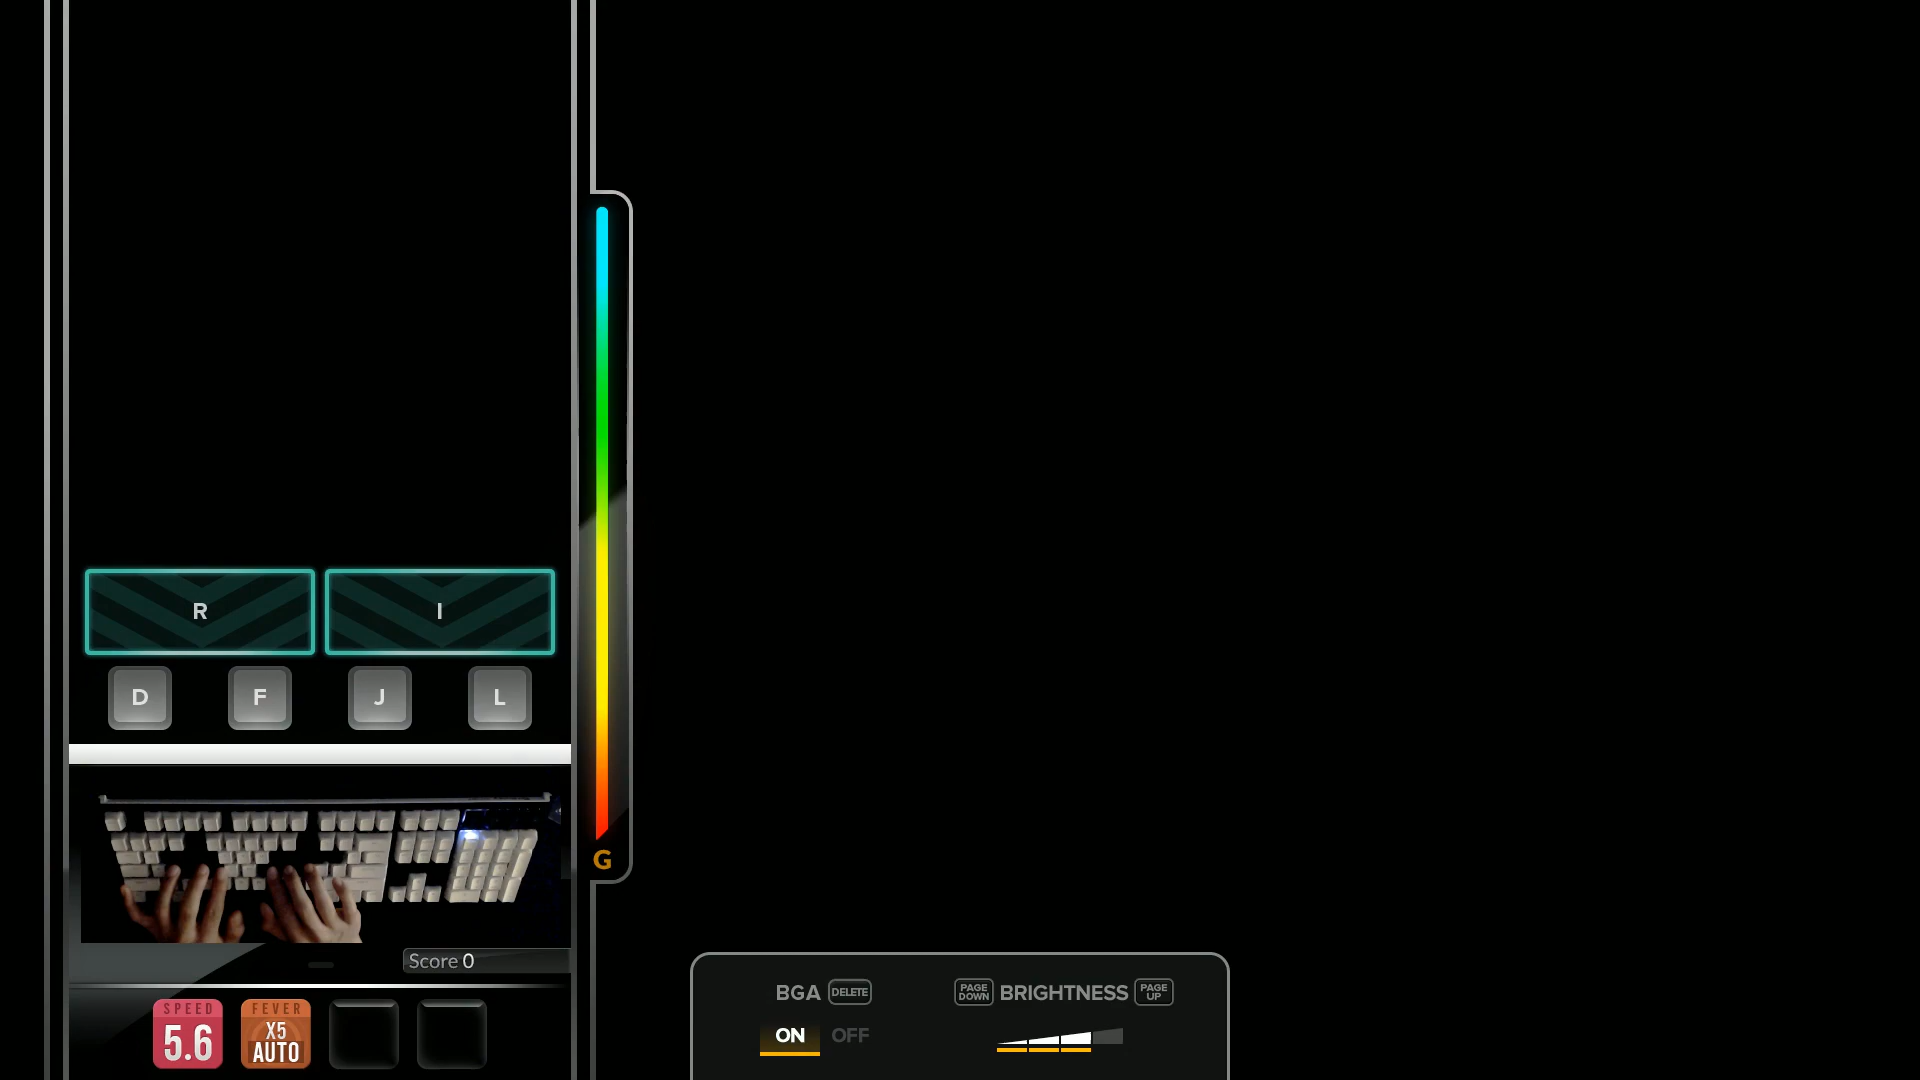 R I
D F J L
G
Score 0
SPEED
5.6
FEVER
X5
AUTO
BGA DELETE
ON OFF
PAGE DOWN BRIGHTNESS PAGE UP